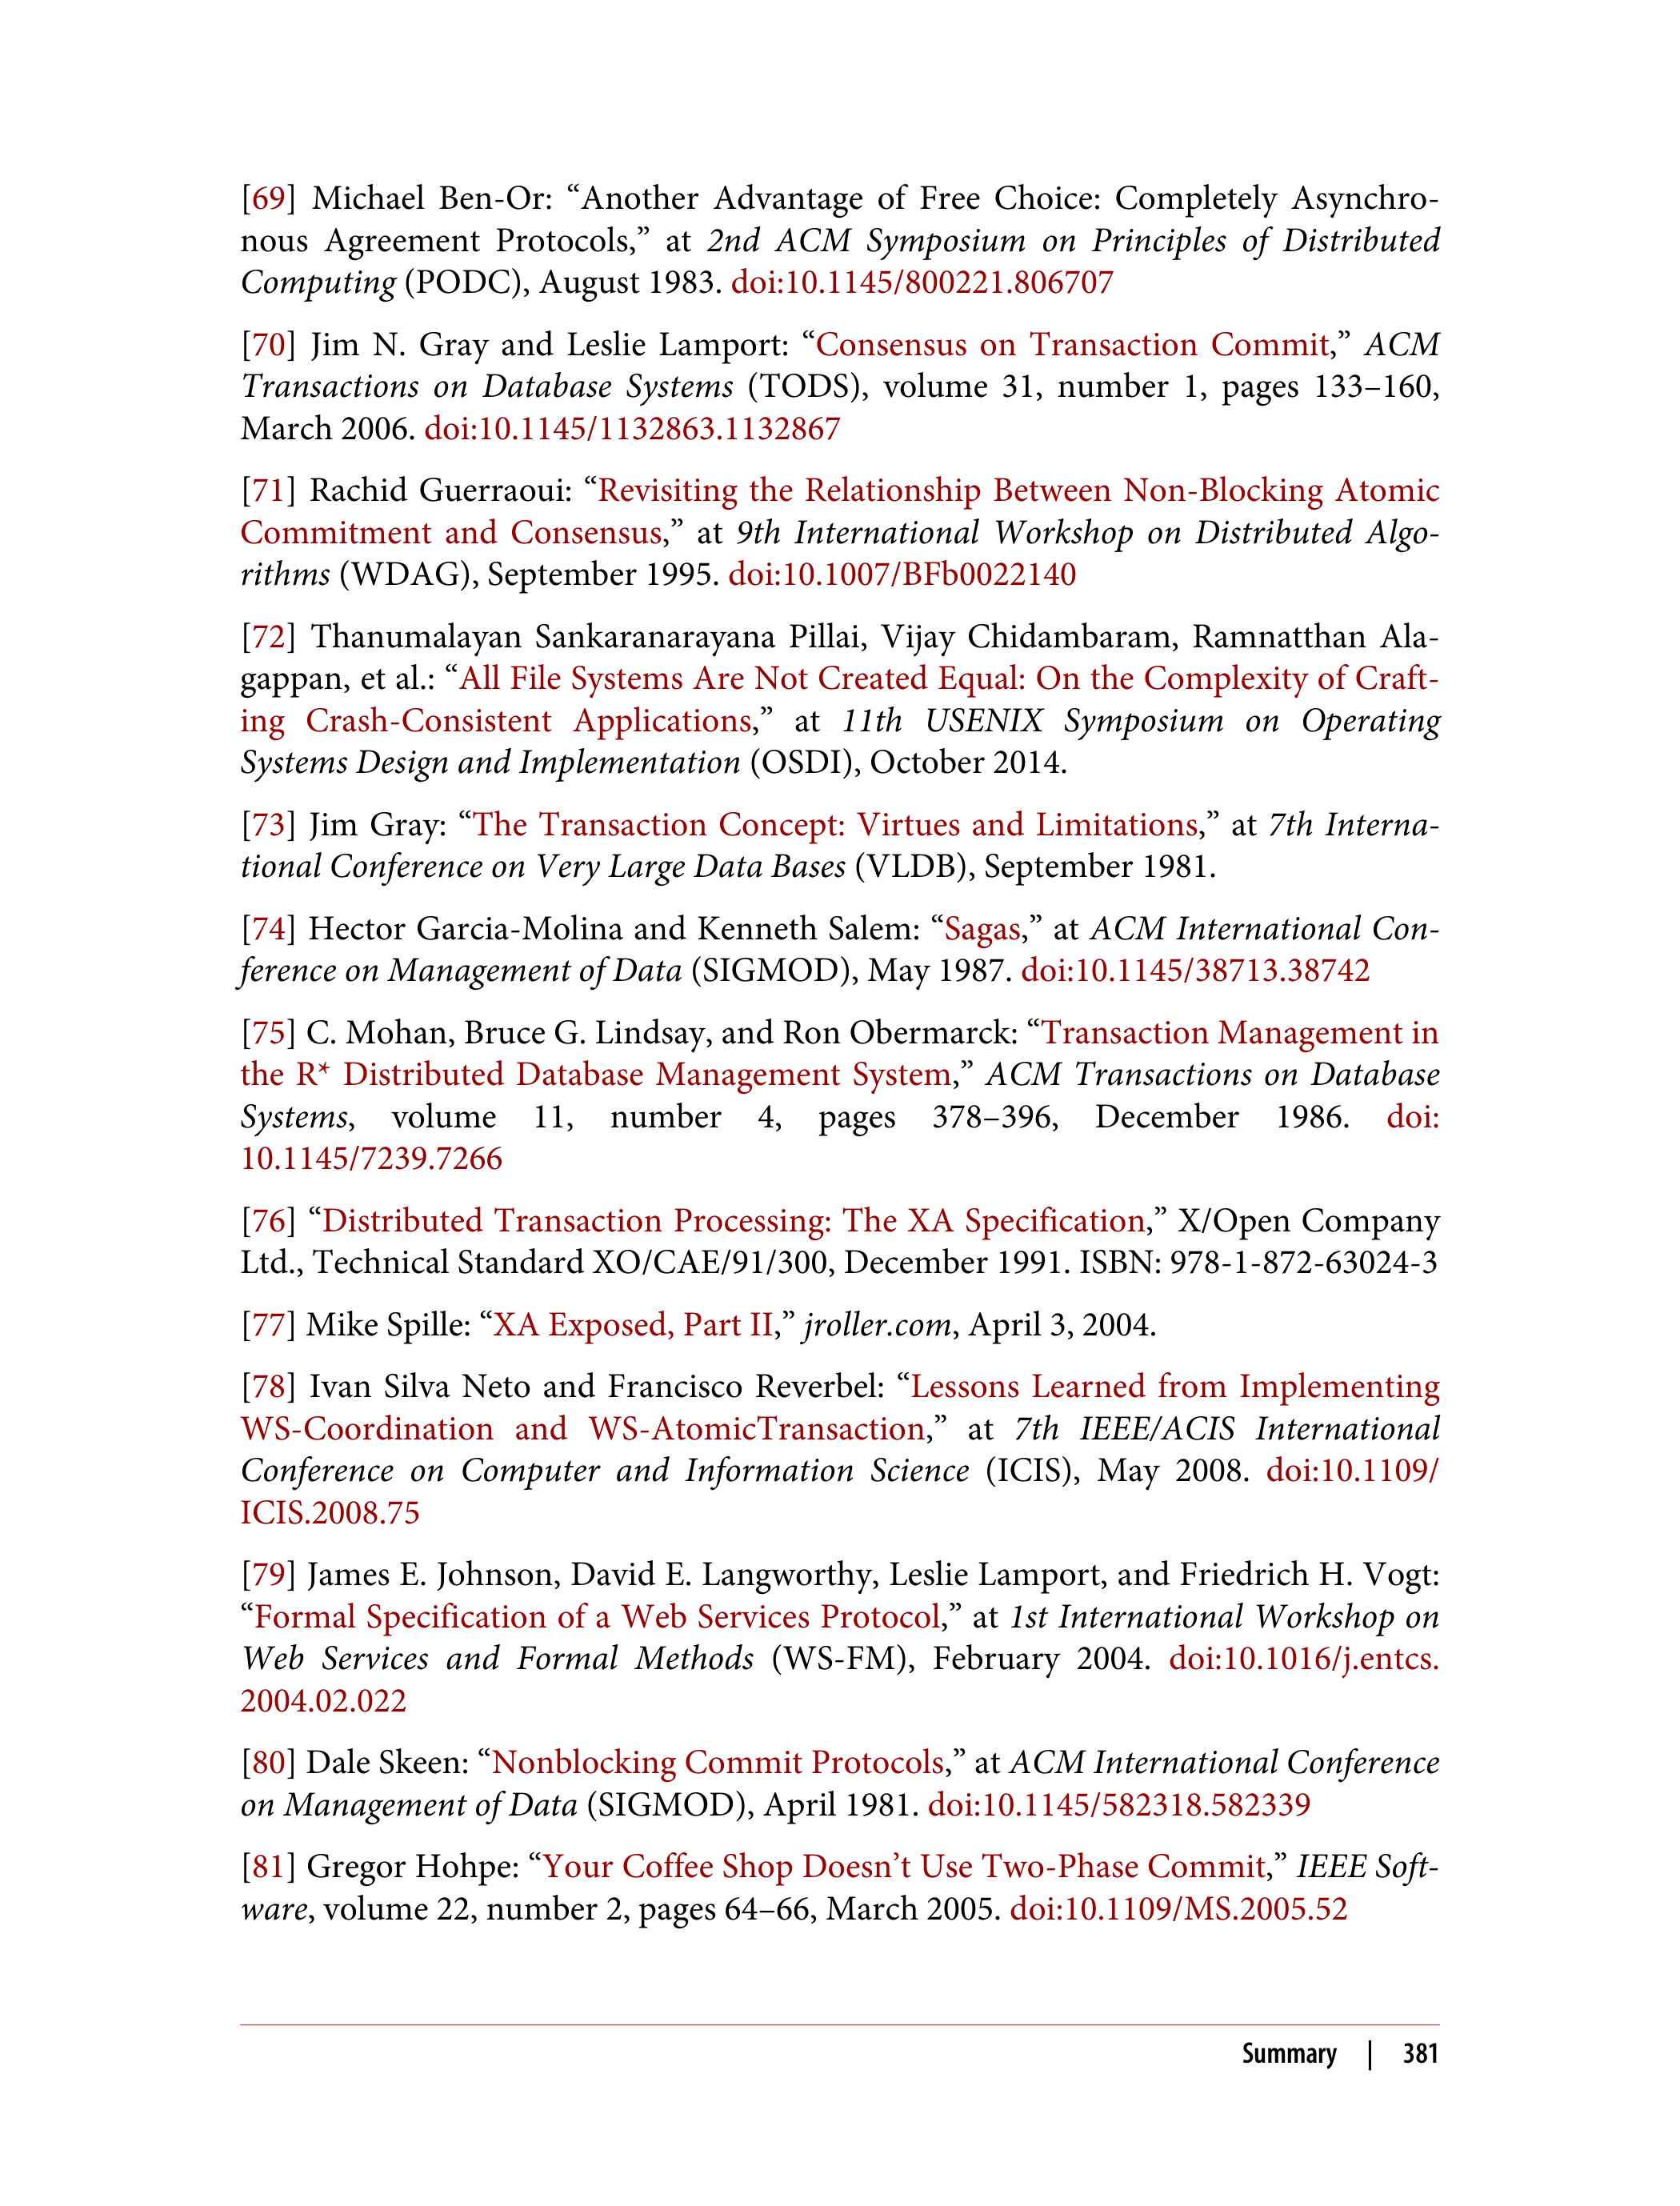 [69] Michael Ben-Or: “Another Advantage of Free Choice: Completely Asynchro-
nous Agreement Protocols,” at 2nd ACM Symposium on Principles of Distributed
Computing (PODC), August 1983. doi:10.1145/800221.806707
[70] Jim N. Gray and Leslie Lamport: “Consensus on Transaction Commit,” ACM
Transactions on Database Systems (TODS), volume 31, number 1, pages 133–160,
March 2006. doi:10.1145/1132863.1132867
[71] Rachid Guerraoui: “Revisiting the Relationship Between Non-Blocking Atomic
Commitment and Consensus,” at 9th International Workshop on Distributed Algo-
rithms (WDAG), September 1995. doi:10.1007/BFb0022140
[72] Thanumalayan Sankaranarayana Pillai, Vijay Chidambaram, Ramnatthan Ala-
gappan, et al.: “All File Systems Are Not Created Equal: On the Complexity of Craft-
ing Crash-Consistent Applications,” at 11th USENIX Symposium on Operating
Systems Design and Implementation (OSDI), October 2014.
[73] Jim Gray: “The Transaction Concept: Virtues and Limitations,” at 7th Interna-
tional Conference on Very Large Data Bases (VLDB), September 1981.
[74] Hector Garcia-Molina and Kenneth Salem: “Sagas,” at ACM International Con-
ference on Management of Data (SIGMOD), May 1987. doi:10.1145/38713.38742
[75] C. Mohan, Bruce G. Lindsay, and Ron Obermarck: “Transaction Management in
the R* Distributed Database Management System,” ACM Transactions on Database
Systems, volume 11, number 4, pages 378–396, December 1986. doi:
10.1145/7239.7266
[76] “Distributed Transaction Processing: The XA Specification,” X/Open Company
Ltd., Technical Standard XO/CAE/91/300, December 1991. ISBN: 978-1-872-63024-3
[77] Mike Spille: “XA Exposed, Part II,” jroller.com, April 3, 2004.
[78] Ivan Silva Neto and Francisco Reverbel: “Lessons Learned from Implementing
WS-Coordination and WS-AtomicTransaction,” at 7th IEEE/ACIS International
Conference on Computer and Information Science (ICIS), May 2008. doi:10.1109/
ICIS.2008.75
[79] James E. Johnson, David E. Langworthy, Leslie Lamport, and Friedrich H. Vogt:
“Formal Specification of a Web Services Protocol,” at 1st International Workshop on
Web Services and Formal Methods (WS-FM), February 2004. doi:10.1016/j.entcs.
2004.02.022
[80] Dale Skeen: “Nonblocking Commit Protocols,” at ACM International Conference
on Management of Data (SIGMOD), April 1981. doi:10.1145/582318.582339
[81] Gregor Hohpe: “Your Coffee Shop Doesn’t Use Two-Phase Commit,” IEEE Soft-
ware, volume 22, number 2, pages 64–66, March 2005. doi:10.1109/MS.2005.52
Summary | 381